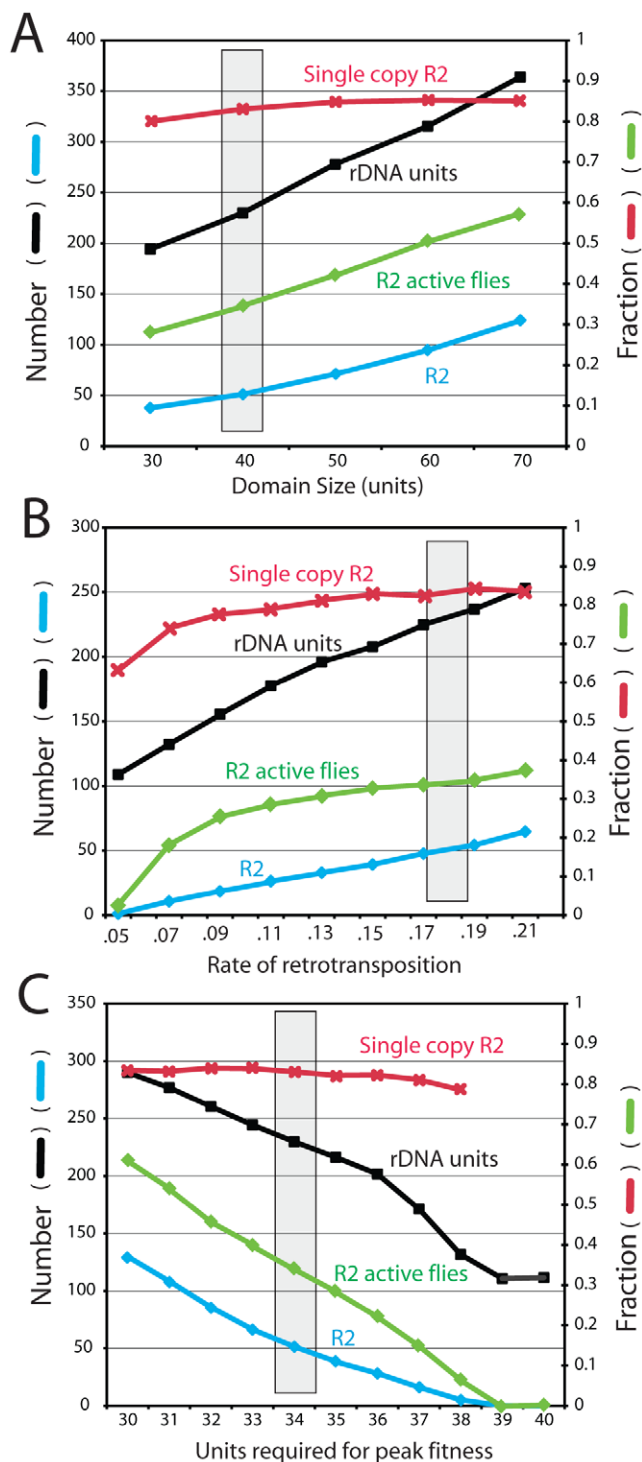 A
400
350
300
250
200
150
100
50
0
1
0.9
0.8
0.7
0.6
0.5
0.4
0.3
0.2
0.1
0
Number ( ) ( )
Fraction ( ) ( )
Single copy R2
rDNA units
R2 active flies
R2
30 40 50 60 70
Domain Size (units)
B
300
250
200
150
100
50
0
1
0.9
0.8
0.7
0.6
0.5
0.4
0.3
0.2
0.1
0
Number ( ) ( )
Fraction ( ) ( )
Single copy R2
rDNA units
R2 active flies
R2
.05 .07 .09 .11 .13 .15 .17 .19 .21
Rate of retrotransposition
C
350
300
250
200
150
100
50
0
1
0.9
0.8
0.7
0.6
0.5
0.4
0.3
0.2
0.1
0
Number ( ) ( )
Fraction ( ) ( )
Single copy R2
rDNA units
R2 active flies
R2
30 31 32 33 34 35 36 37 38 39 40
Units required for peak fitness